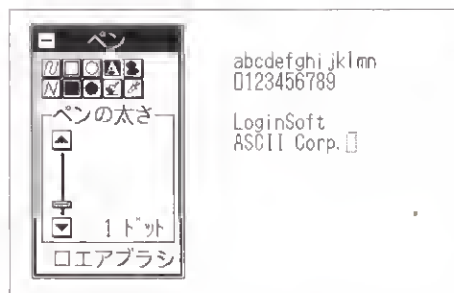 ペン
A
ペンの太さ
1 ドット
エアブラシ
abcdefghijklmn
0123456789
LoginSoft
ASCII Corp.